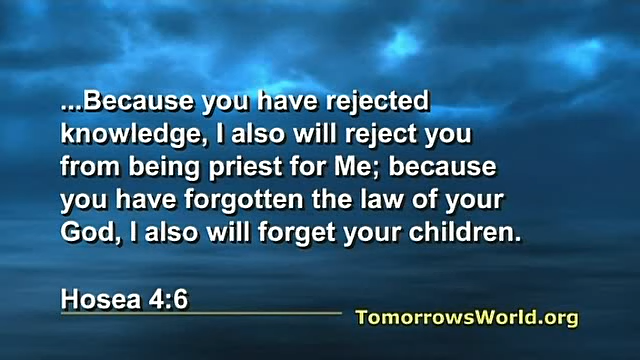 ...Because you have rejected
knowledge, I also will reject you
from being priest for Me; because
you have forgotten the law of your
God, I also will forget your children.
Hosea 4:6
TomorrowsWorld.org